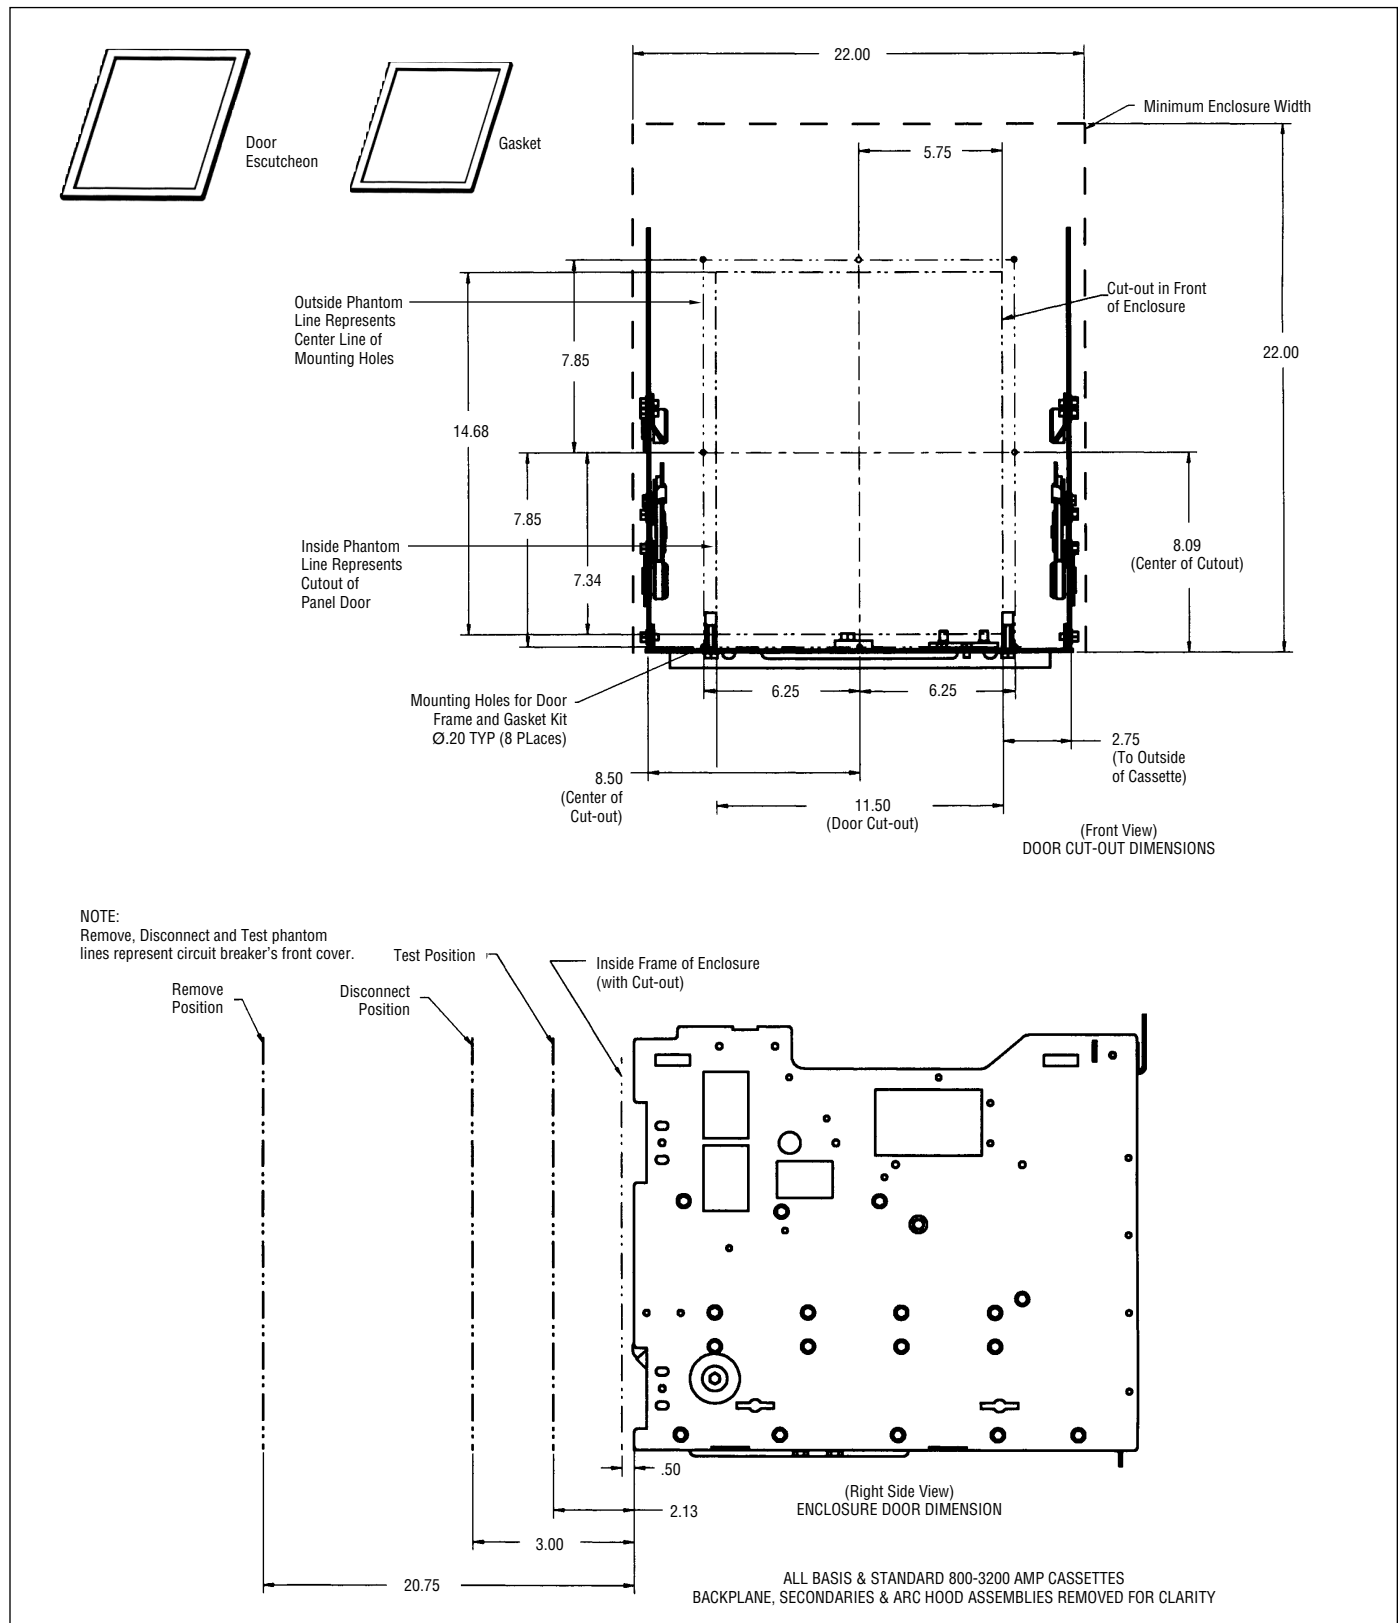 22.00
Minimum Enclosure Width
Door
Escutcheon
Gasket
5.75
Outside Phantom
Line Represents
Center Line of
Mounting Holes
Cut-out in Front
of Enclosure
22.00
7.85
14.68
7.85
Inside Phantom
Line Represents
Cutout of
Panel Door
7.34
8.09
(Center of Cutout)
6.25
6.25
Mounting Holes for Door
Frame and Gasket Kit
Ø.20 TYP (8 PLaces)
2.75
(To Outside
of Cassette)
8.50
(Center of
Cut-out)
11.50
(Door Cut-out)
(Front View)
DOOR CUT-OUT DIMENSIONS
NOTE:
Remove, Disconnect and Test phantom
lines represent circuit breaker's front cover.
Remove
Position
Disconnect
Position
Test Position
Inside Frame of Enclosure
(with Cut-out)
.50
2.13
3.00
20.75
(Right Side View)
ENCLOSURE DOOR DIMENSION
ALL BASIS & STANDARD 800-3200 AMP CASSETTES
BACKPLANE, SECONDARIES & ARC HOOD ASSEMBLIES REMOVED FOR CLARITY